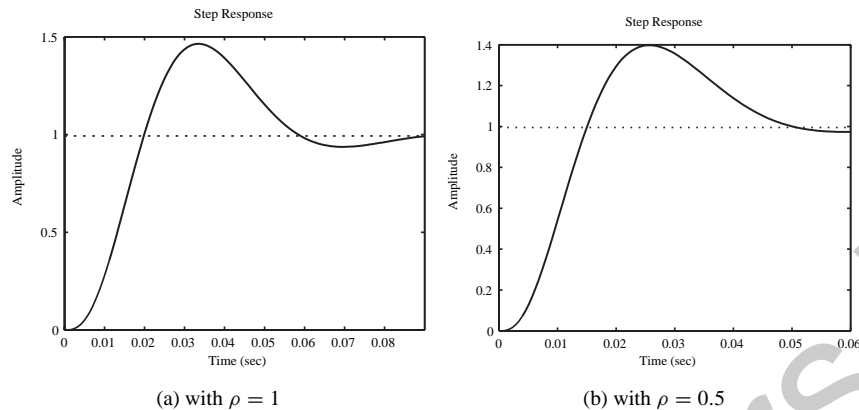 Step Response
1.5
1
0.5
0
Amplitude
0 0.01 0.02 0.03 0.04 0.05 0.06 0.07 0.08
Time (sec)
(a) with ρ = 1
Step Response
1.4
1.2
1
0.8
0.6
0.4
0.2
0
Amplitude
0 0.01 0.02 0.03 0.04 0.05 0.06
Time (sec)
(b) with ρ = 0.5